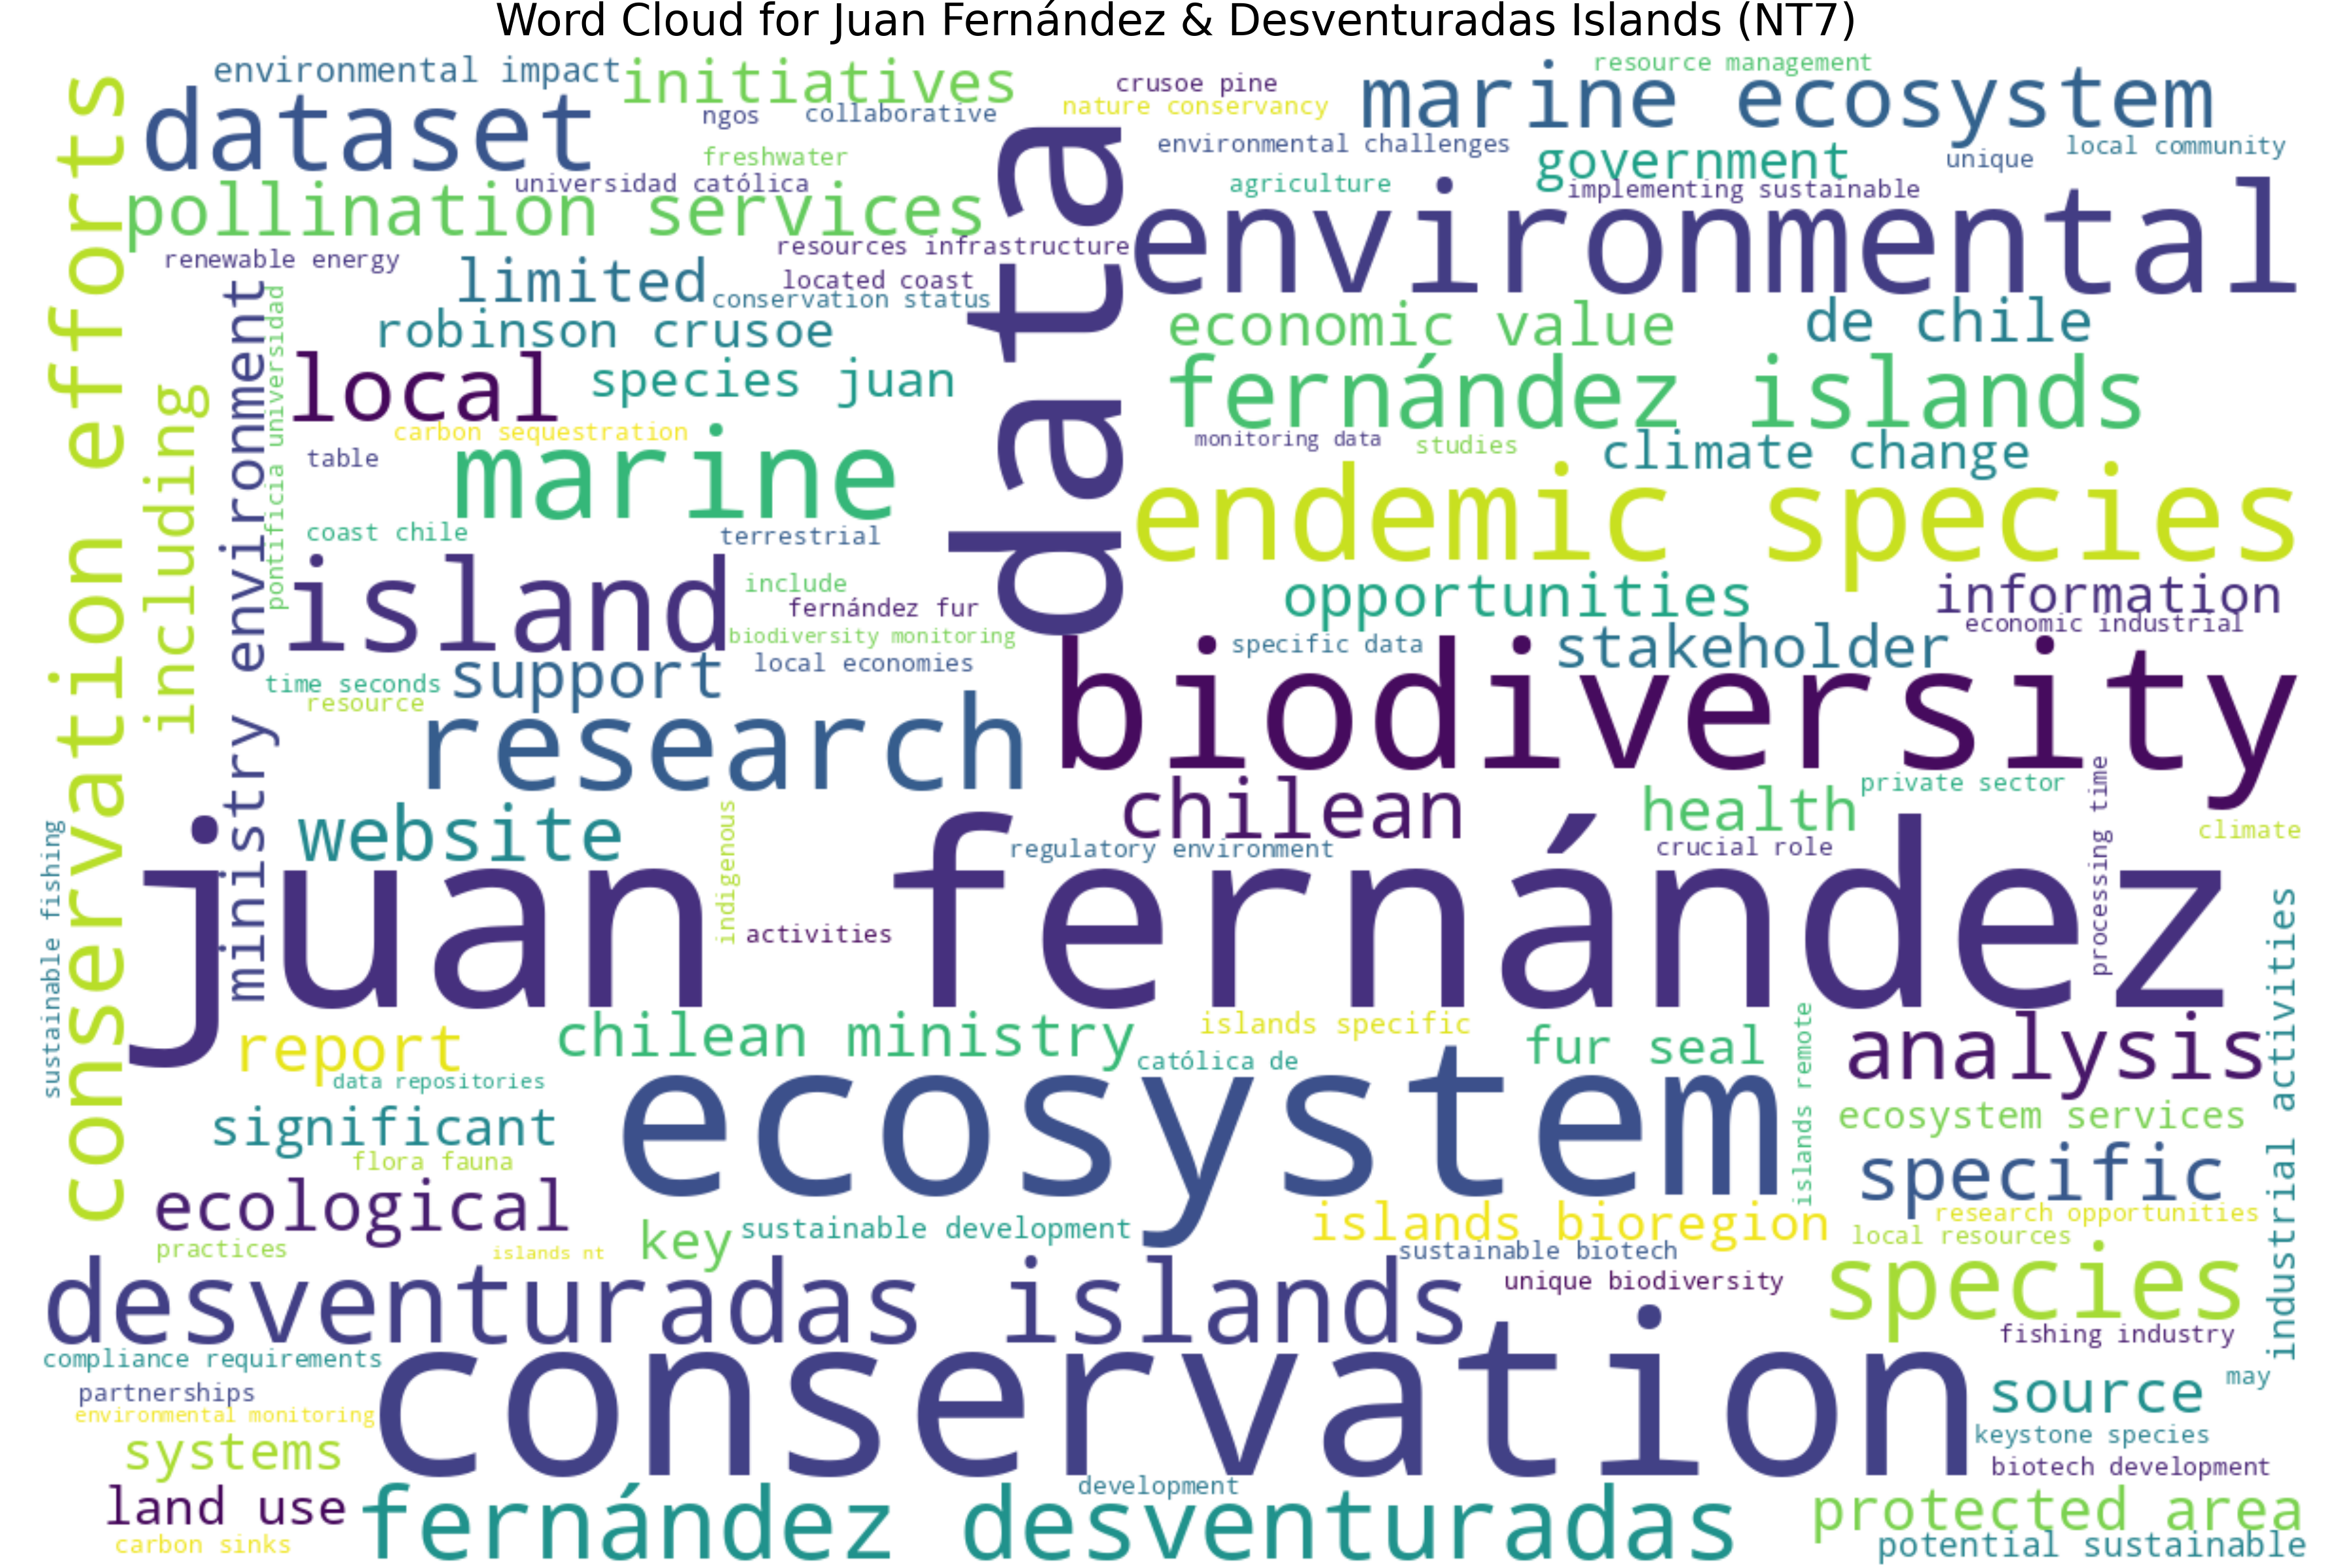 Word Cloud for Juan Fernández & Desventuradas Islands (NT7)
environmental impact
initiatives
crusoe pine
resource management
dataset
ngos
collaborative
nature conservancy
marine ecosystem
freshwater
environmental challenges
government
unique
local community
universidad católica
pollination services
agriculture
implementing sustainable
environmental
data
resources infrastructure
renewable energy
limited
located coast
conservation status
robinson crusoe
economic value
de chile
conservation efforts
including
ministry environment
pontificia universidad
local
species juan
fernández islands
carbon sequestration
table
marine
monitoring data
studies
climate change
coast chile
terrestrial
endemic species
island
include
fernández fur
biodiversity monitoring
opportunities
information
economic industrial
specific data
stakeholder
local economies
time seconds
support
resource
biodiversity
research
chilean
health
private sector
processing time
climate
website
indigenous
regulatory environment
crucial role
sustainable fishing
juan fernández
activities
industrial activities
report
chilean ministry
islands specific
fur seal
islands remote
analysis
católica de
data repositories
ecosystem
significant
ecosystem services
flora fauna
specific
ecological
key
sustainable development
islands bioregion
research opportunities
local resources
practices
islands nt
sustainable biotech
desventuradas islands
unique biodiversity
species
fishing industry
compliance requirements
conservation
partnerships
source
may
environmental monitoring
keystone species
systems
biotech development
development
land use
fernández desventuradas
protected area
carbon sinks
potential sustainable